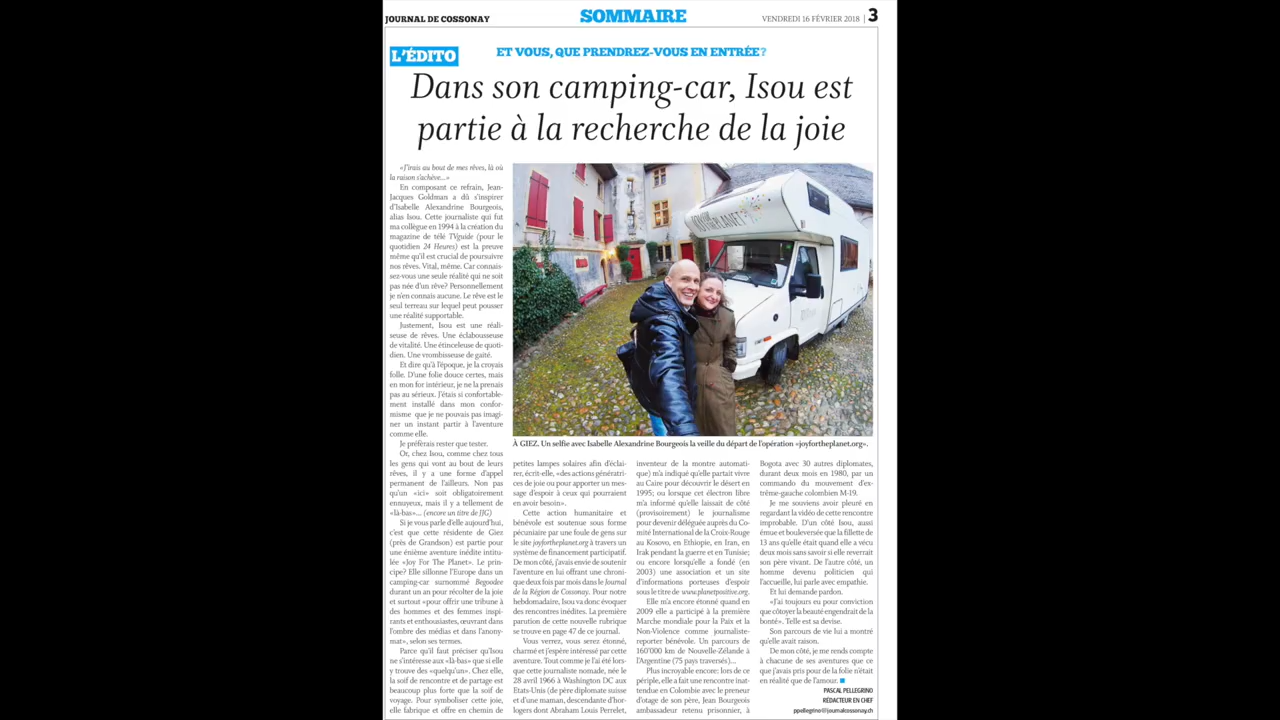 JOURNAL DE COSSONAY
SOMMAIRE
VENDREDI 16 FÉVRIER 2018 | 3
L'ÉDITO
ET VOUS, QUE PRENDREZ-VOUS EN ENTRÉE?
Dans son camping-car, Isou est
partie à la recherche de la joie
«J'irais au bout de mes rêves, là où
la raison s'achève...»
En composant ce refrain, Jean-
Jacques Goldman a dû s'inspirer
d'Isabelle Alexandrine Bourgeois,
alias Isou. Cette journaliste qui fut
ma collègue en 1994 à la création du
magazine de télé TVguide (pour le
quotidien 24 Heures) est la preuve
même qu'il est crucial de poursuivre
nos rêves. Vital, même. Car connais-
sez-vous une seule réalité qui ne soit
pas née d'un rêve? Personnellement
je n'en connais aucune. Le rêve est le
seul terreau sur lequel peut pousser
une réalité supportable.
Justement, Isou est une réali-
seuse de rêves. Une éclabousseuse
de vitalité. Une étinceleuse de quoti-
dien. Une vrombisseuse de gaîté.
Et dire qu'à l'époque, je la croyais
folle. D'une folie douce certes, mais
en mon for intérieur, je ne la prenais
pas au sérieux. J'étais si confortable-
ment installé dans mon confor-
misme que je ne pouvais pas imagi-
ner un instant partir à l'aventure
comme elle.
Je préférais rester que tester.
Or, chez Isou, comme chez tous
les gens qui vont au bout de leurs
rêves, il y a une forme d'appel
permanent de l'ailleurs. Non pas
qu'un «ici» soit obligatoirement
ennuyeux, mais il y a tellement de
«là-bas»... (encore un titre de JJG)
Si je vous parle d'elle aujourd'hui,
c'est que cette résidente de Giez
(près de Grandson) est partie pour
une énième aventure inédite intitu-
lée «Joy For The Planet». Le prin-
cipe? Elle sillonne l'Europe dans un
camping-car surnommé Begoodee
durant un an pour récolter de la joie
et surtout «pour offrir une tribune à
des hommes et des femmes inspi-
rants et enthousiastes, œuvrant dans
l'ombre des médias et dans l'anony-
mat», selon ses termes.
Parce qu'il faut préciser qu'Isou
ne s'intéresse aux «là-bas» que si elle
y trouve des «quelqu'un». Chez elle,
la soif de rencontre et de partage est
beaucoup plus forte que la soif de
voyage. Pour symboliser cette joie,
elle fabrique et offre en chemin de
JOY FOR
THE PLANET
À GIEZ. Un selfie avec Isabelle Alexandrine Bourgeois la veille du départ de l'opération «joyfortheplanet.org».
petites lampes solaires afin d'éclai-
rer, écrit-elle, «des actions génératri-
ces de joie ou pour apporter un mes-
sage d'espoir à ceux qui pourraient
en avoir besoin».
Cette action humanitaire et
bénévole est soutenue sous forme
pécuniaire par une foule de gens sur
le site joyfortheplanet.org à travers un
système de financement participatif.
De mon côté, j'avais envie de soutenir
l'aventure en lui offrant une chroni-
que deux fois par mois dans le Journal
de la Région de Cossonay. Pour notre
hebdomadaire, Isou va donc évoquer
des rencontres inédites. La première
parution de cette nouvelle rubrique
se trouve en page 47 de ce journal.
Vous verrez, vous serez étonné,
charmé et j'espère intéressé par cette
aventure. Tout comme je l'ai été lors-
que cette journaliste nomade, née le
28 avril 1966 à Washington DC aux
Etats-Unis (de père diplomate suisse
et d'une maman, descendante d'hor-
logers dont Abraham Louis Perrelet,
inventeur de la montre automati-
que) m'a indiqué qu'elle partait vivre
au Caire pour découvrir le désert en
1995; ou lorsque cet électron libre
m'a informé qu'elle laissait de côté
(provisoirement) le journalisme
pour devenir déléguée auprès du Co-
mité International de la Croix-Rouge
au Kosovo, en Ethiopie, en Iran, en
Irak pendant la guerre et en Tunisie;
ou encore lorsqu'elle a fondé (en
2003) une association et un site
d'informations porteuses d'espoir
sous le titre de www.planetpositive.org.
Elle m'a encore étonné quand en
2009 elle a participé à la première
Marche mondiale pour la Paix et la
Non-Violence comme journaliste-
reporter bénévole. Un parcours de
160'000 km de Nouvelle-Zélande à
l'Argentine (75 pays traversés)...
Plus incroyable encore: lors de ce
périple, elle a fait une rencontre inat-
tendue en Colombie avec le preneur
d'otage de son père, Jean Bourgeois
ambassadeur retenu prisonnier, à
Bogota avec 30 autres diplomates,
durant deux mois en 1980, par un
commando du mouvement d'ex-
trême-gauche colombien M-19.
Je me souviens avoir pleuré en
regardant la vidéo de cette rencontre
improbable. D'un côté Isou, aussi
émue et bouleversée que la fillette de
13 ans qu'elle était quand elle a vécu
deux mois sans savoir si elle reverrait
son père vivant. De l'autre côté, un
homme devenu politicien qui
l'accueille, lui parle avec empathie.
Et lui demande pardon.
«J'ai toujours eu pour conviction
que côtoyer la beauté engendrait de la
bonté». Telle est sa devise.
Son parcours de vie lui a montré
qu'elle avait raison.
De mon côté, je me rends compte
à chacune de ses aventures que ce
que j'avais pris pour de la folie n'était
en réalité que de l'amour.
PASCAL PELLEGRINO
RÉDACTEUR EN CHEF
ppellegrino@journalcossonay.ch